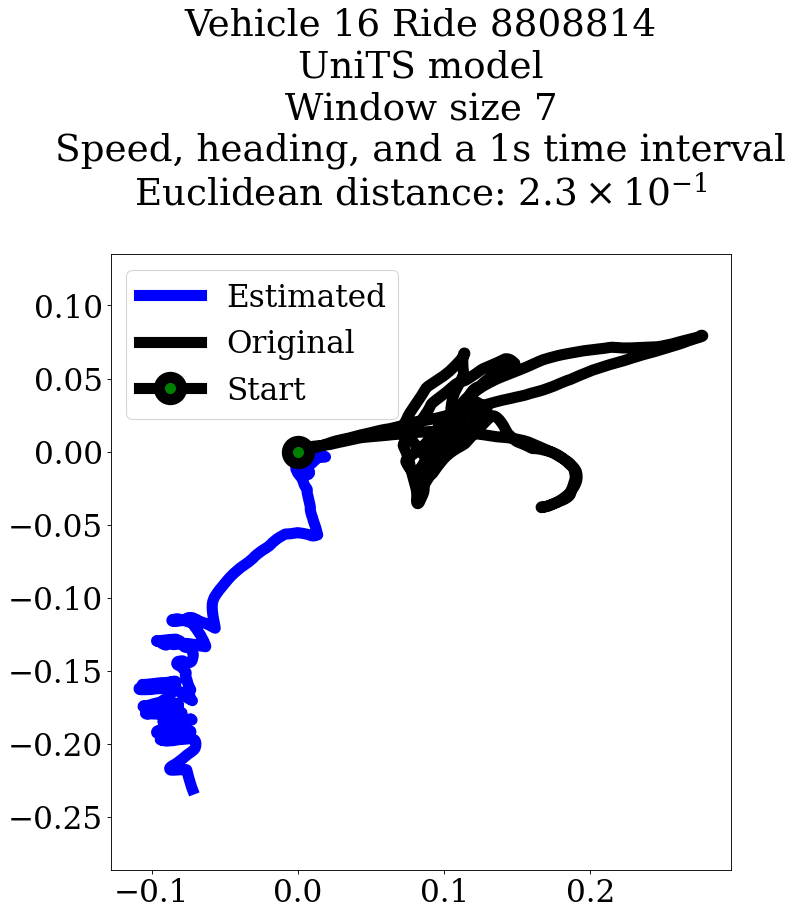 Vehicle 16 Ride 8808814
UniTS model
Window size 7
Speed, heading, and a 1s time interval
Euclidean distance: $2.3 \times 10^{-1}$
Estimated
Original
Start
0.10
0.05
0.00
−0.05
−0.10
−0.15
−0.20
−0.25
−0.1 0.0 0.1 0.2